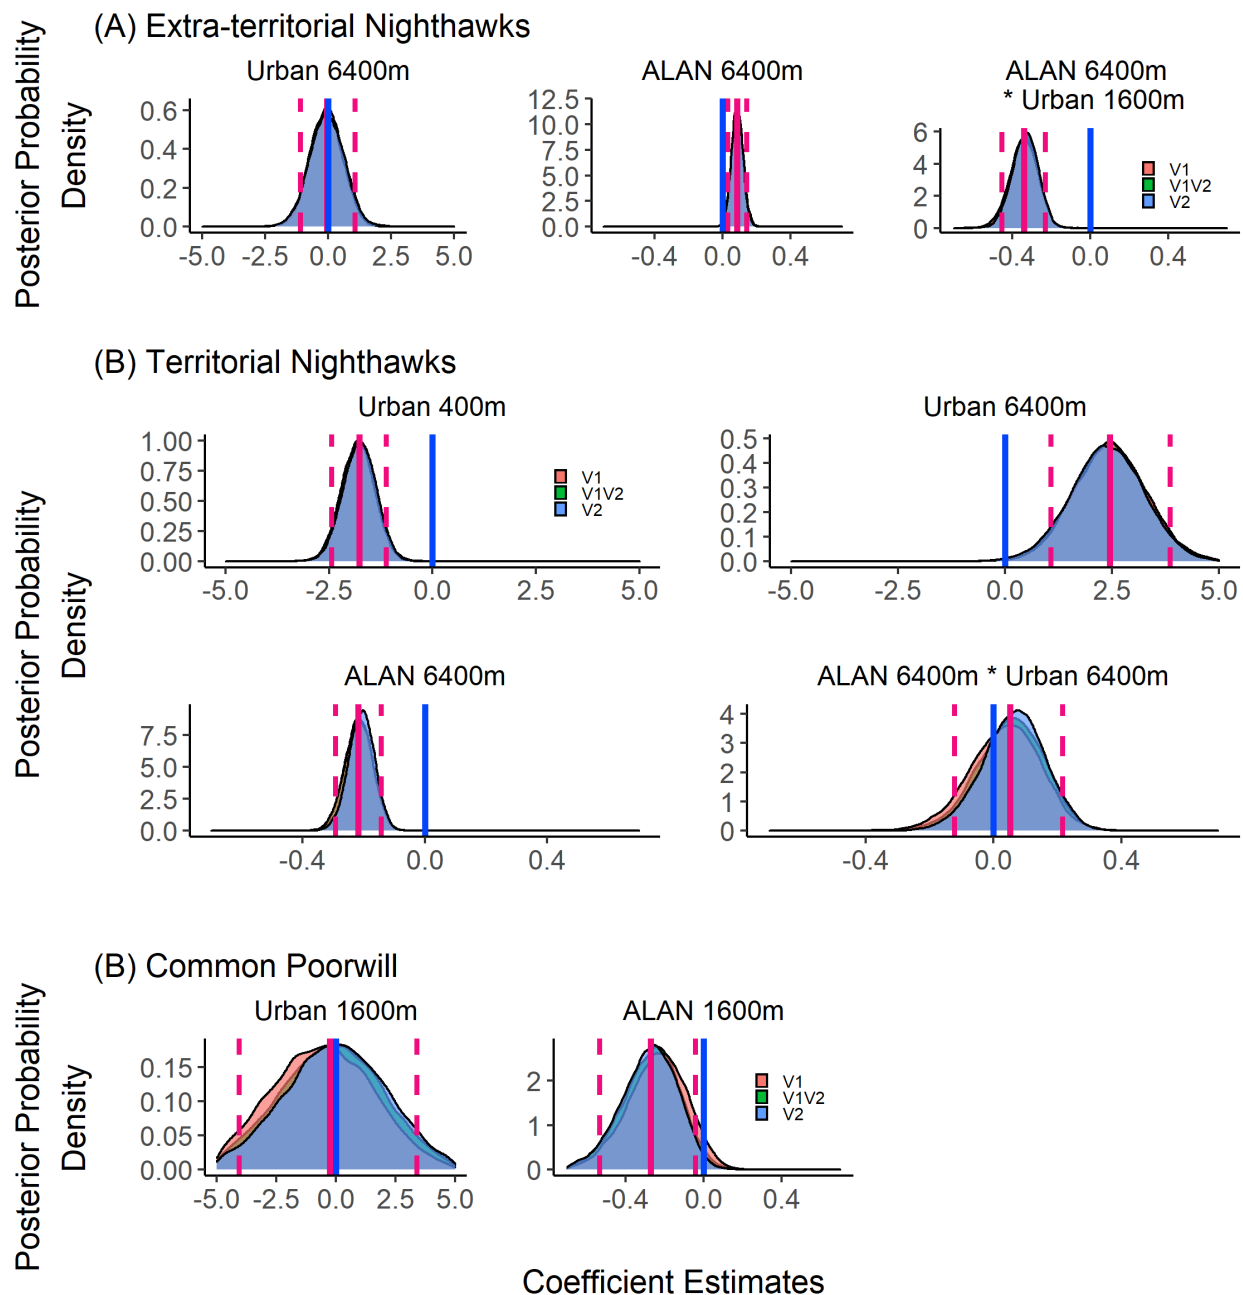 (A) Extra-territorial Nighthawks
Posterior Probability
Density
Urban 6400m
0.6
0.4
0.2
0.0
-5.0 -2.5 0.0 2.5 5.0
ALAN 6400m
12.5
10.0
7.5
5.0
2.5
0.0
-0.4 0.0 0.4
ALAN 6400m
* Urban 1600m
6
4
2
0
-0.4 0.0 0.4
V1
V1V2
V2
(B) Territorial Nighthawks
Posterior Probability
Density
Urban 400m
1.00
0.75
0.50
0.25
0.00
-5.0 -2.5 0.0 2.5 5.0
V1
V1V2
V2
Urban 6400m
0.5
0.4
0.3
0.2
0.1
0.0
-5.0 -2.5 0.0 2.5 5.0
ALAN 6400m
7.5
5.0
2.5
0.0
-0.4 0.0 0.4
ALAN 6400m * Urban 6400m
4
3
2
1
0
-0.4 0.0 0.4
(B) Common Poorwill
Posterior Probability
Density
Urban 1600m
0.15
0.10
0.05
0.00
-5.0 -2.5 0.0 2.5 5.0
ALAN 1600m
2
1
0
-0.4 0.0 0.4
V1
V1V2
V2
Coefficient Estimates